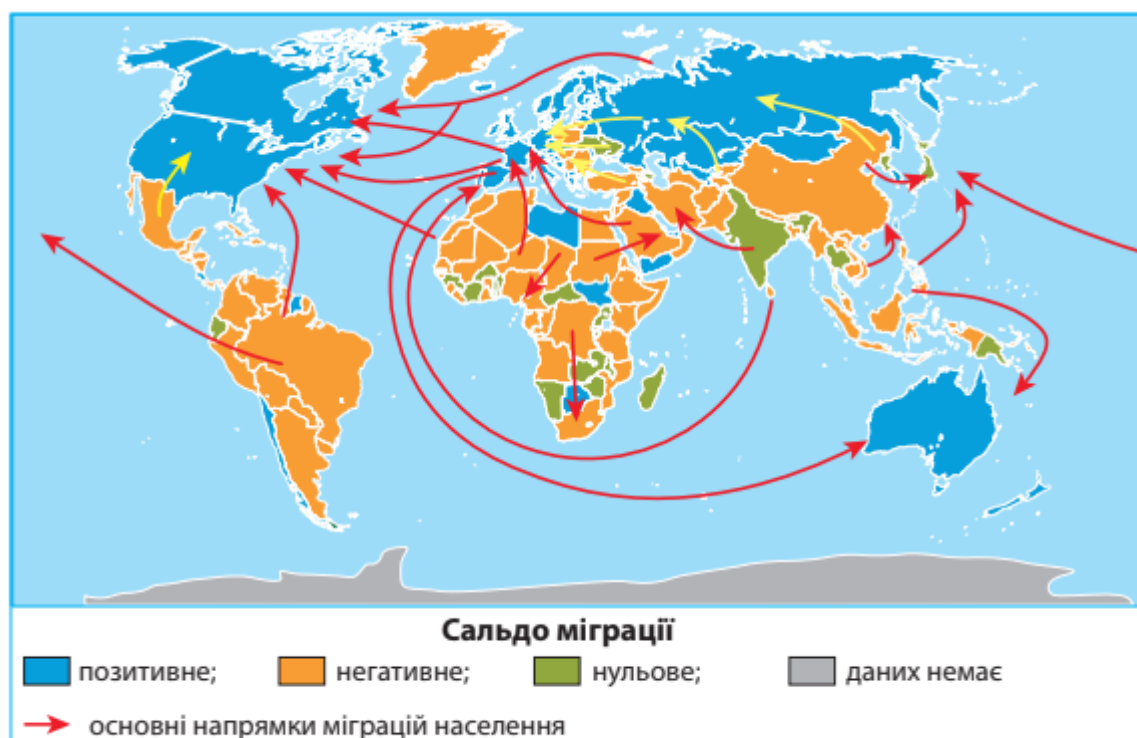 Сальдо міграції
позитивне; негативне; нульове; даних немає
основні напрямки міграцій населення